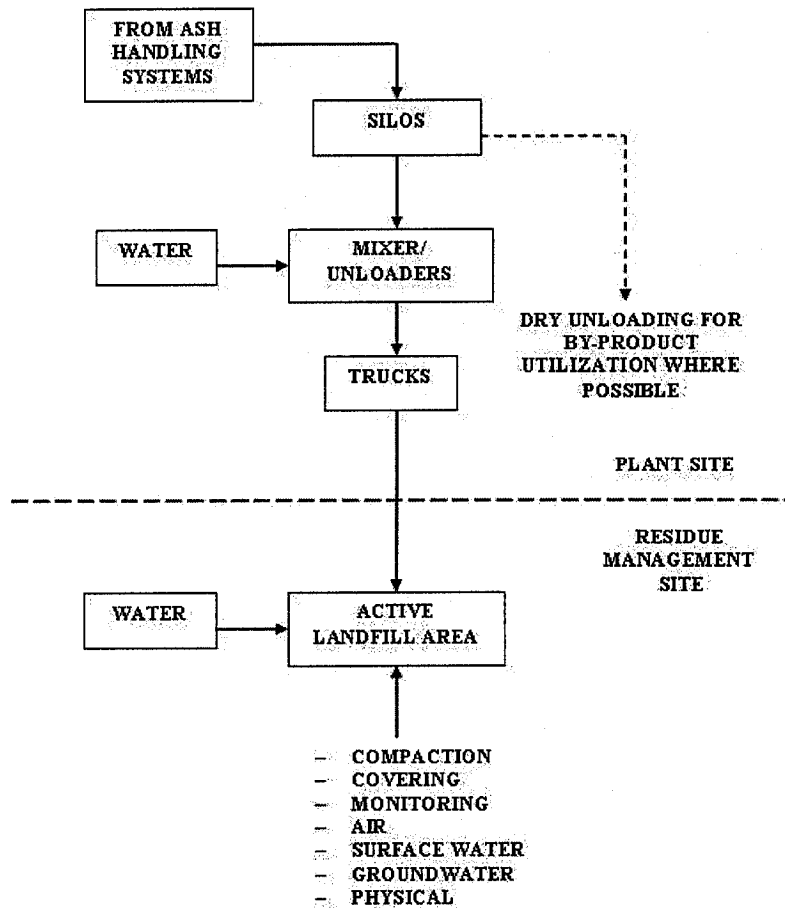 FROM ASH
HANDLING
SYSTEMS
SILOS
WATER
MIXER/
UNLOADERS
DRY UNLOADING FOR
BY-PRODUCT
UTILIZATION WHERE
POSSIBLE
TRUCKS
PLANT SITE
RESIDUE
MANAGEMENT
SITE
WATER
ACTIVE
LANDFILL AREA
– COMPACTION
– COVERING
– MONITORING
– AIR
– SURFACE WATER
– GROUNDWATER
– PHYSICAL